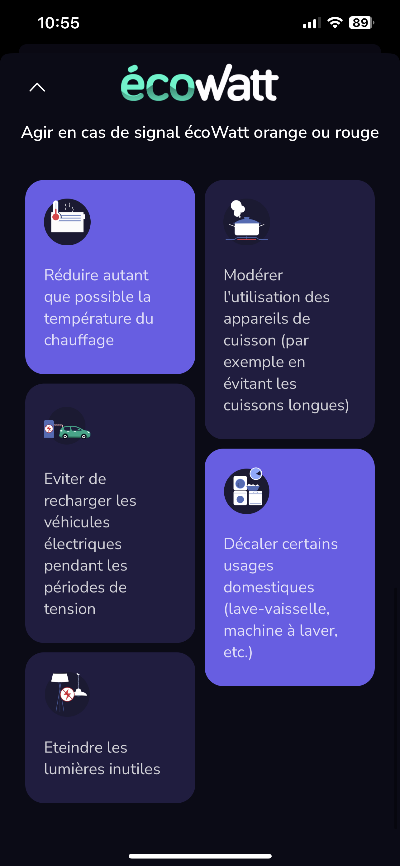 10:55
89
écoWatt
Agir en cas de signal écoWatt orange ou rouge
Réduire autant
que possible la
température du
chauffage
Modérer
l'utilisation des
appareils de
cuisson (par
exemple en
évitant les
cuissons longues)
Eviter de
recharger les
véhicules
électriques
pendant les
périodes de
tension
Décaler certains
usages
domestiques
(lave-vaisselle,
machine à laver,
etc.)
Eteindre les
lumières inutiles